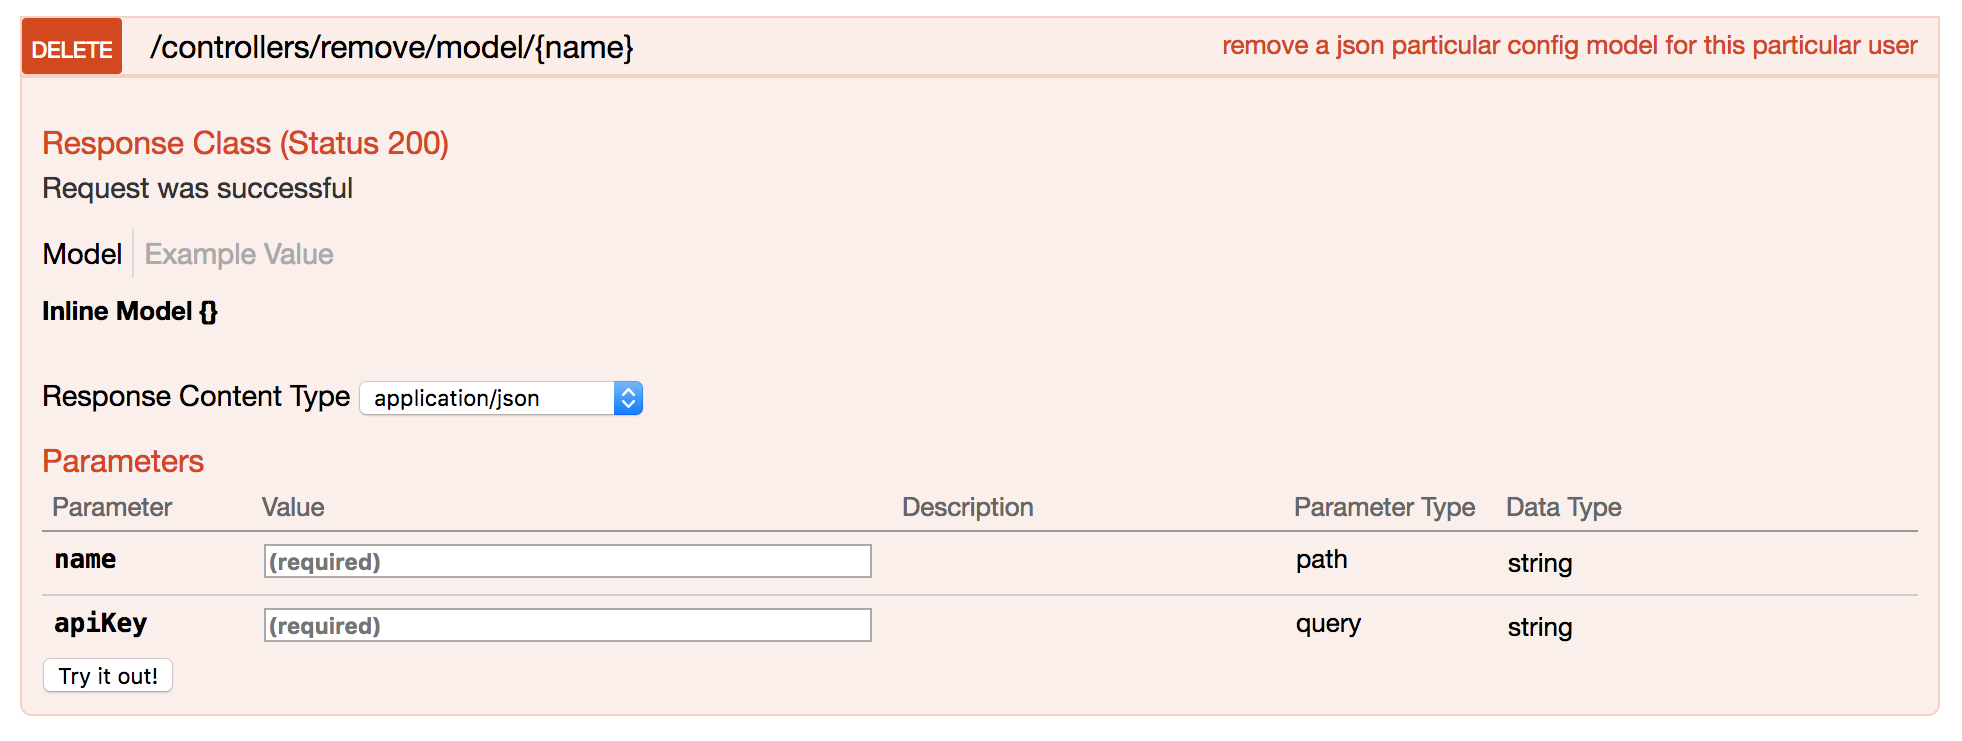 DELETE /controllers/remove/model/{name} remove a json particular config model for this particular user
Response Class (Status 200)
Request was successful
Model Example Value
Inline Model {}
Response Content Type application/json
Parameters
Parameter Value Description Parameter Type Data Type
name (required) path string
apiKey (required) query string
Try it out!